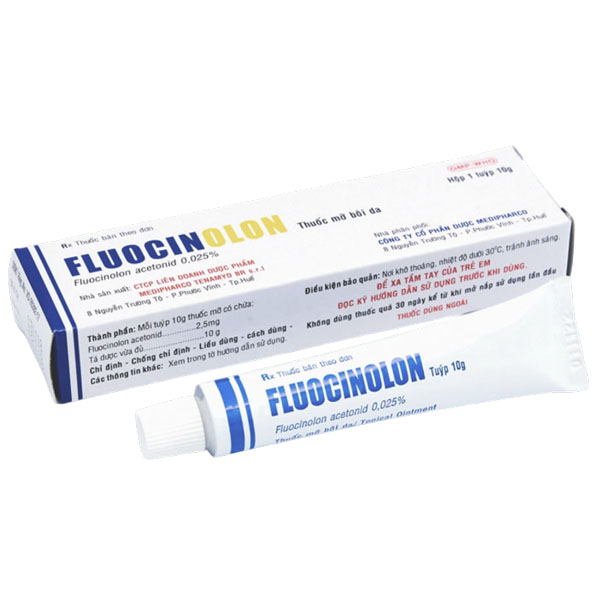 Rx Thuốc bán theo đơn
FLUOCINOLON
Fluocinolon acetonid 0,025%
Thuốc mỡ bôi da
Nhà sản xuất: CTCP LIÊN DOANH DƯỢC PHẨM
MEDIPHARCO TENAMYD BR s.r.l
8 Nguyễn Trường Tộ - P.Phước Vĩnh - Tp.Huế
GMP-WHO
Hộp 1 tuýp 10g
Nhà phân phối:
CÔNG TY CỔ PHẦN DƯỢC MEDIPHARCO
8 Nguyễn Trường Tộ - P.Phước Vĩnh - Tp.Huế
Thành phần: Mỗi tuýp 10g thuốc mỡ có chứa:
Fluocinolon acetonid..................2,5mg
Tá dược vừa đủ..................10 g
Chỉ định - Chống chỉ định - Liều dùng - cách dùng -
Các thông tin khác: Xem trong tờ hướng dẫn sử dụng.
Điều kiện bảo quản: Nơi khô thoáng, nhiệt độ dưới 30°C, tránh ánh sáng.
ĐỂ XA TẦM TAY CỦA TRẺ EM
ĐỌC KỸ HƯỚNG DẪN SỬ DỤNG TRƯỚC KHI DÙNG.
Không dùng thuốc quá 30 ngày kể từ khi mở nắp sử dụng lần đầu
THUỐC DÙNG NGOÀI
Rx Thuốc bán theo đơn
FLUOCINOLON
Tuýp 10g
Fluocinolon acetonid 0,025%
Thuốc mỡ bôi da/ Topical Ointment